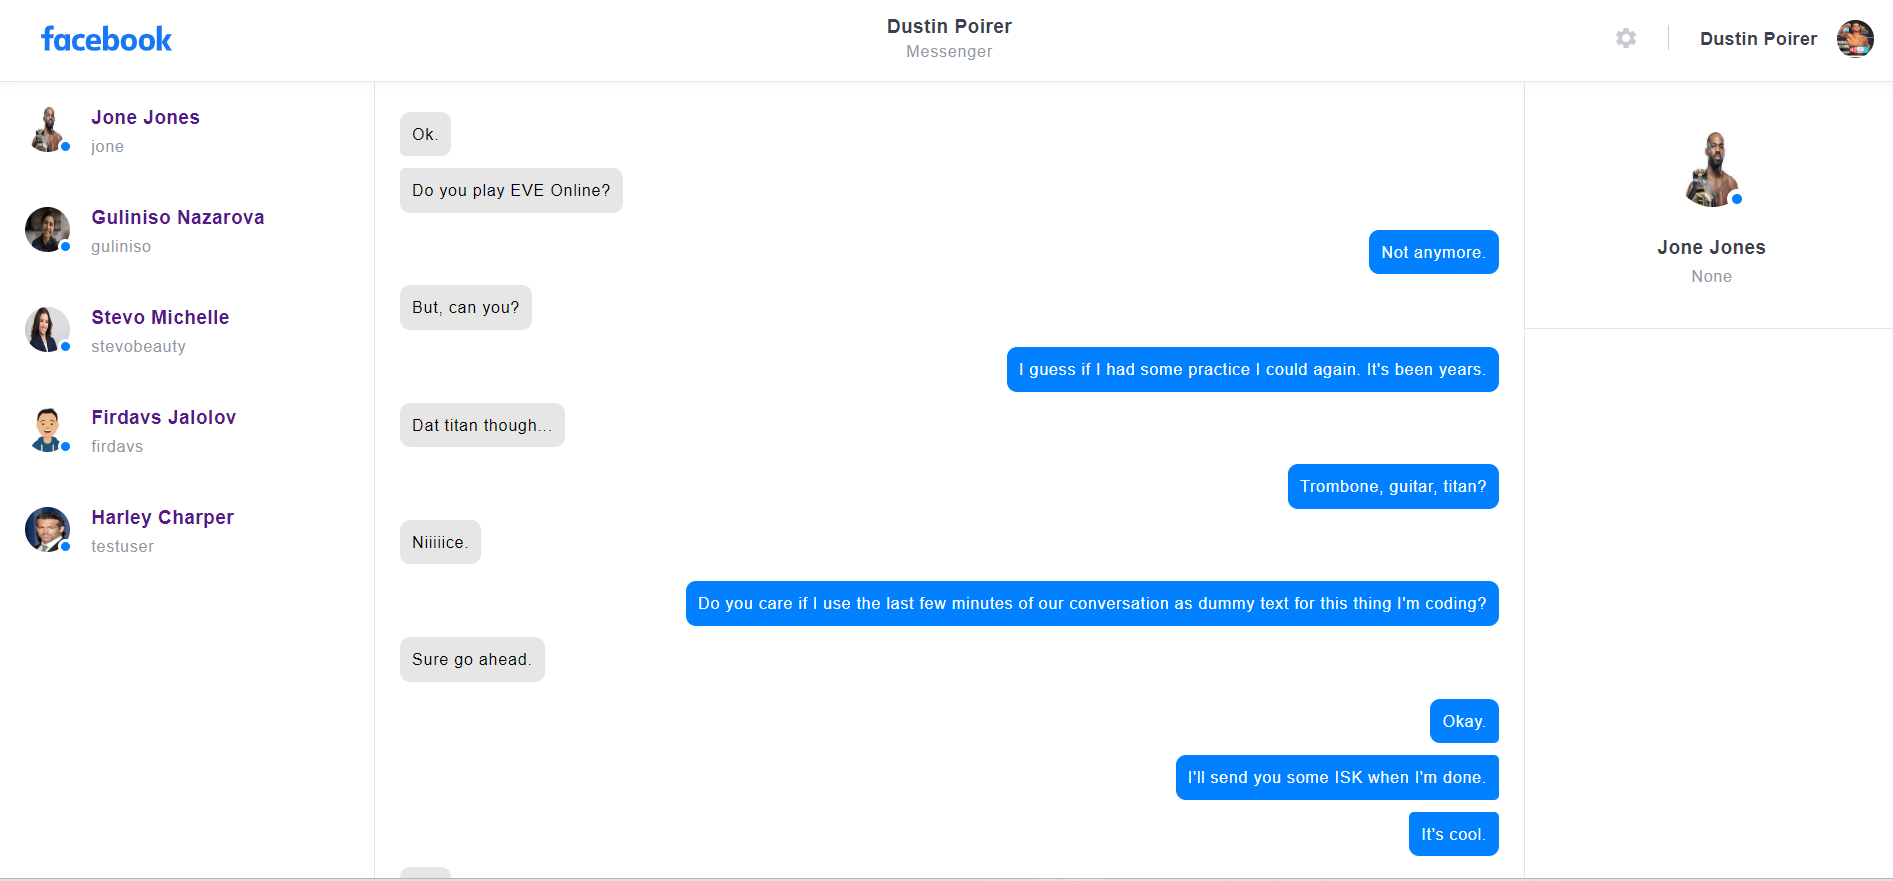 facebook
Dustin Poirer
Messenger
Dustin Poirer
Jone Jones
jone
Guliniso Nazarova
guliniso
Stevo Michelle
stevobeauty
Firdavs Jalolov
firdavs
Harley Charper
testuser
Ok.
Do you play EVE Online?
Not anymore.
But, can you?
I guess if I had some practice I could again. It's been years.
Dat titan though...
Trombone, guitar, titan?
Niiiiice.
Do you care if I use the last few minutes of our conversation as dummy text for this thing I'm coding?
Sure go ahead.
Okay.
I'll send you some ISK when I'm done.
It's cool.
Jone Jones
None